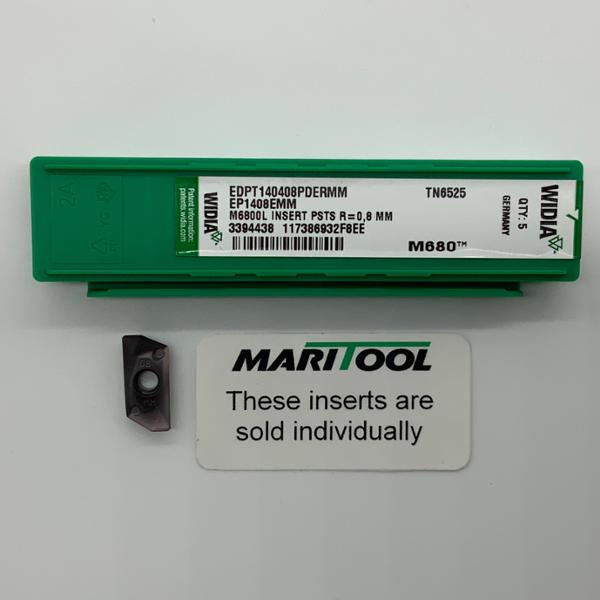 2A
Patent information:
patents.widia.com
WIDIA
EDPT140408PDERMM TN6525
EP1408EMM
M6800L INSERT PSTS R=0,8 MM
3394438 117386932F8EE
M680™
WIDIA
QTY: 5
GERMANY
MARITOOL
These inserts are
sold individually